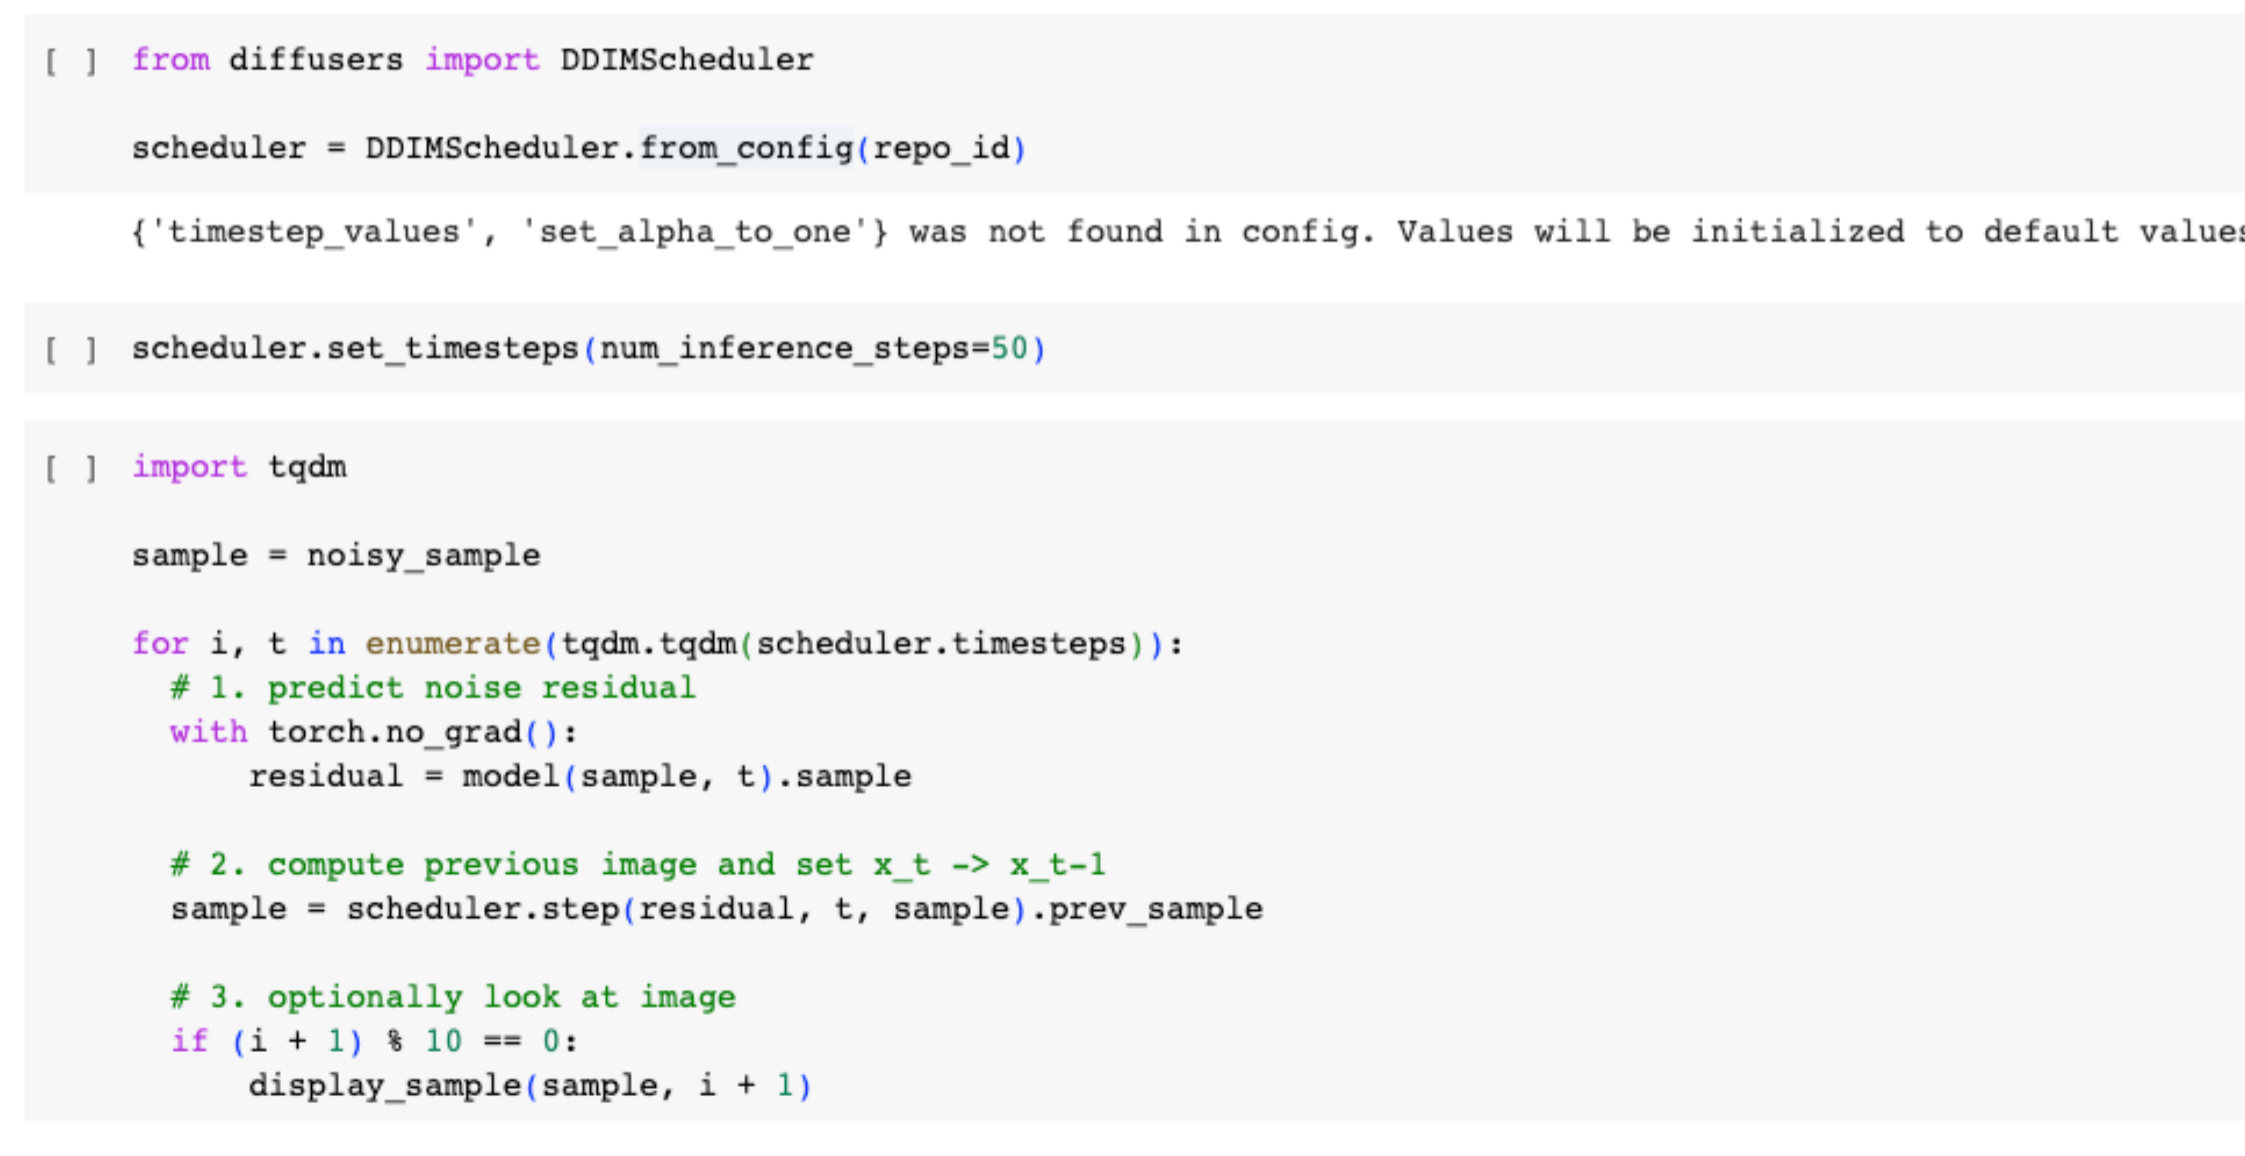 [ ] from diffusers import DDIMScheduler
scheduler = DDIMScheduler.from_config(repo_id)
{'timestep_values', 'set_alpha_to_one'} was not found in config. Values will be initialized to default values
[ ] scheduler.set_timesteps(num_inference_steps=50)
[ ] import tqdm
sample = noisy_sample
for i, t in enumerate(tqdm.tqdm(scheduler.timesteps)):
# 1. predict noise residual
with torch.no_grad():
residual = model(sample, t).sample
# 2. compute previous image and set x_t -> x_t-1
sample = scheduler.step(residual, t, sample).prev_sample
# 3. optionally look at image
if (i + 1) % 10 == 0:
display_sample(sample, i + 1)